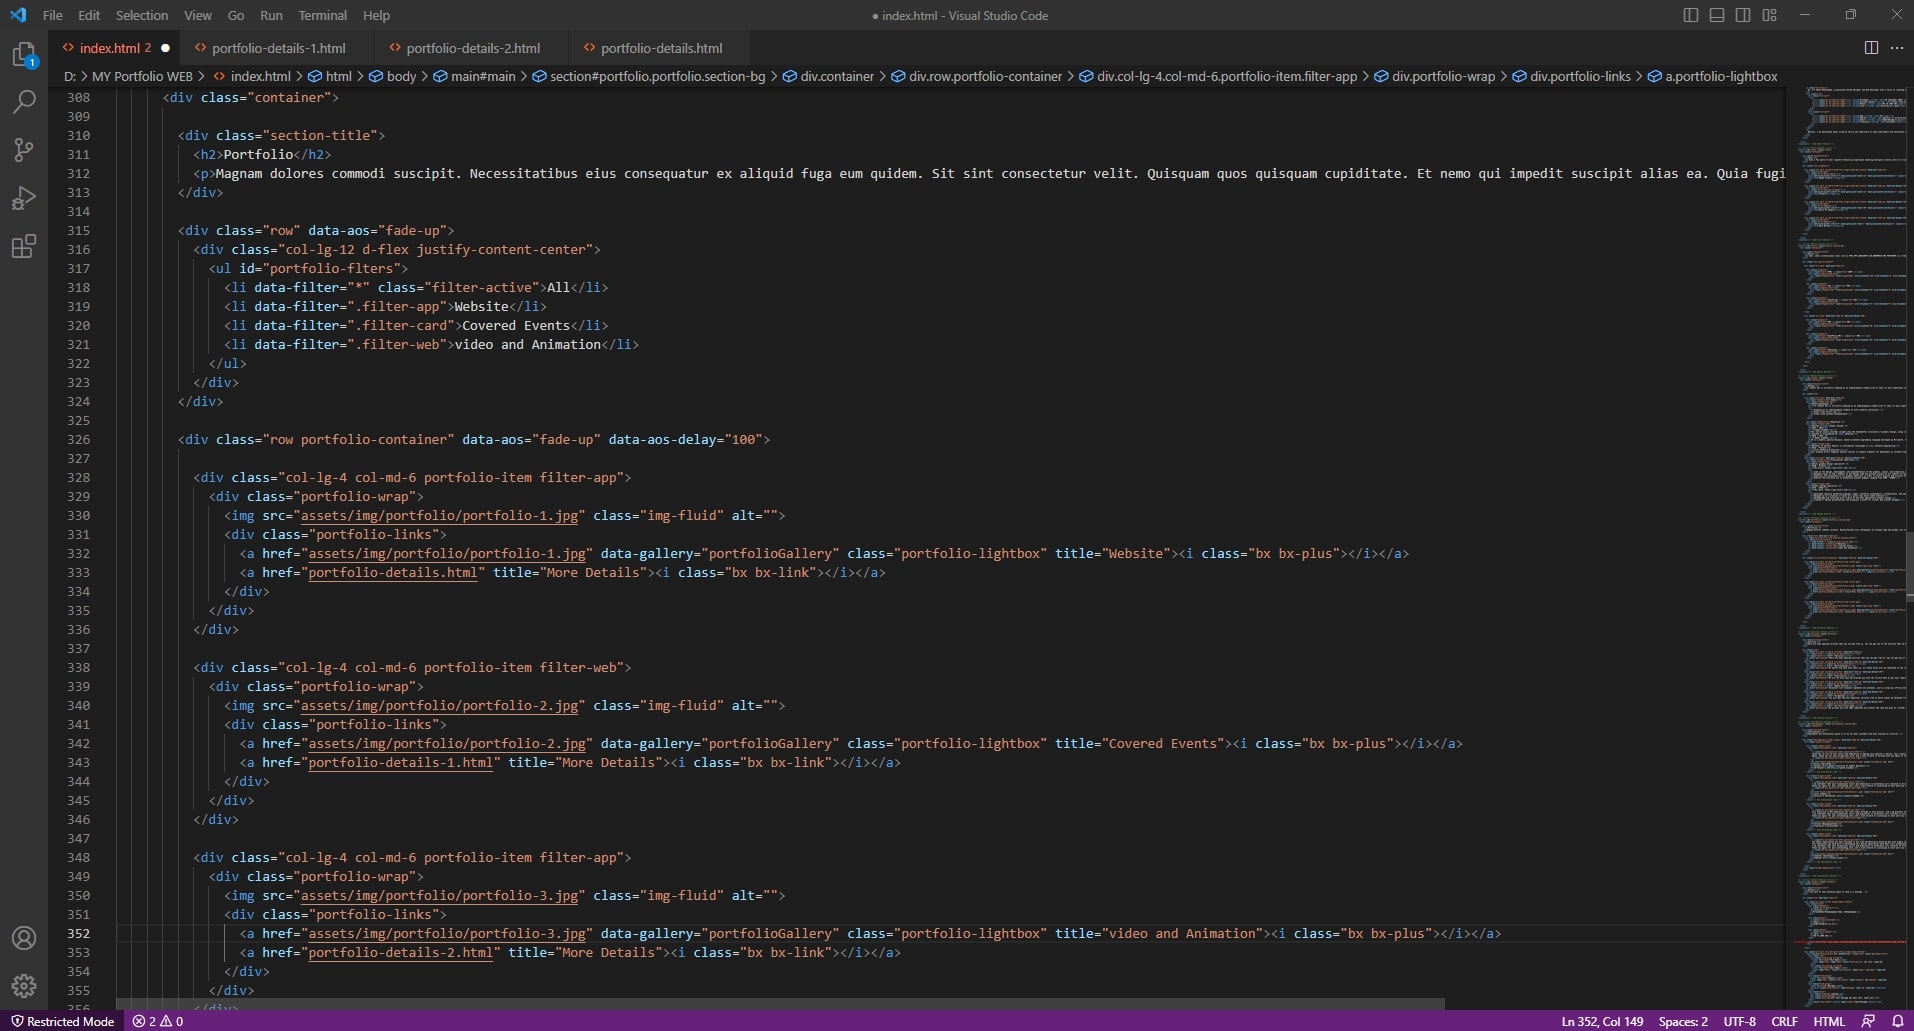 File Edit Selection View Go Run Terminal Help
● index.html - Visual Studio Code
index.html 2 ●
portfolio-details-1.html
portfolio-details-2.html
portfolio-details.html
D: > MY Portfolio WEB > index.html > html > body > main#main > section#portfolio.portfolio.section-bg > div.container > div.row.portfolio-container > div.col-lg-4.col-md-6.portfolio-item.filter-app > div.portfolio-wrap > div.portfolio-links > a.portfolio-lightbox
1
308 <div class="container">
309
310 <div class="section-title">
311 <h2>Portfolio</h2>
312 <p>Magnam dolores commodi suscipit. Necessitatibus eius consequatur ex aliquid fuga eum quidem. Sit sint consectetur velit. Quisquam quos quisquam cupiditate. Et nemo qui impedit suscipit alias ea. Quia fugi
313 </div>
314
315 <div class="row" data-aos="fade-up">
316 <div class="col-lg-12 d-flex justify-content-center">
317 <ul id="portfolio-flters">
318 <li data-filter="*" class="filter-active">All</li>
319 <li data-filter=".filter-app">Website</li>
320 <li data-filter=".filter-card">Covered Events</li>
321 <li data-filter=".filter-web">video and Animation</li>
322 </ul>
323 </div>
324 </div>
325
326 <div class="row portfolio-container" data-aos="fade-up" data-aos-delay="100">
327
328 <div class="col-lg-4 col-md-6 portfolio-item filter-app">
329 <div class="portfolio-wrap">
330 <img src="assets/img/portfolio/portfolio-1.jpg" class="img-fluid" alt="">
331 <div class="portfolio-links">
332 <a href="assets/img/portfolio/portfolio-1.jpg" data-gallery="portfolioGallery" class="portfolio-lightbox" title="Website"><i class="bx bx-plus"></i></a>
333 <a href="portfolio-details.html" title="More Details"><i class="bx bx-link"></i></a>
334 </div>
335 </div>
336 </div>
337
338 <div class="col-lg-4 col-md-6 portfolio-item filter-web">
339 <div class="portfolio-wrap">
340 <img src="assets/img/portfolio/portfolio-2.jpg" class="img-fluid" alt="">
341 <div class="portfolio-links">
342 <a href="assets/img/portfolio/portfolio-2.jpg" data-gallery="portfolioGallery" class="portfolio-lightbox" title="Covered Events"><i class="bx bx-plus"></i></a>
343 <a href="portfolio-details-1.html" title="More Details"><i class="bx bx-link"></i></a>
344 </div>
345 </div>
346 </div>
347
348 <div class="col-lg-4 col-md-6 portfolio-item filter-app">
349 <div class="portfolio-wrap">
350 <img src="assets/img/portfolio/portfolio-3.jpg" class="img-fluid" alt="">
351 <div class="portfolio-links">
352 <a href="assets/img/portfolio/portfolio-3.jpg" data-gallery="portfolioGallery" class="portfolio-lightbox" title="video and Animation"><i class="bx bx-plus"></i></a>
353 <a href="portfolio-details-2.html" title="More Details"><i class="bx bx-link"></i></a>
354 </div>
355 </div>
356 </div>
Restricted Mode 2 0
Ln 352, Col 149 Spaces: 2 UTF-8 CRLF HTML